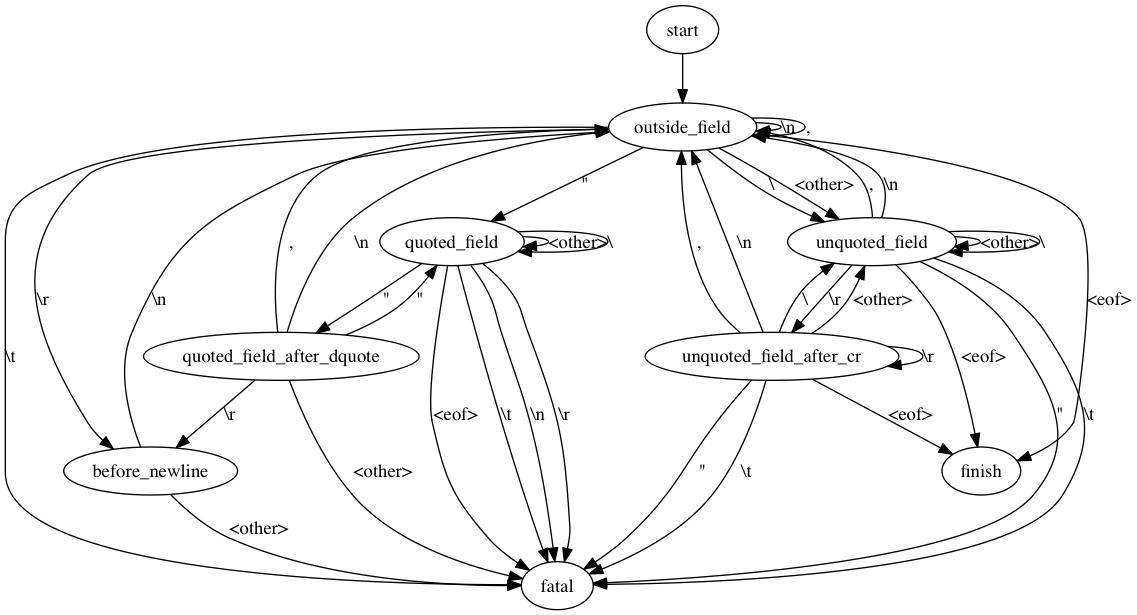 start
outside_field
\n ,
"
\
<other>
,
\n
quoted_field
<other> \
unquoted_field
<other> \
\r
\n
,
\n
"
"
,
\n
\
\r
<other>
<eof>
\t
quoted_field_after_dquote
unquoted_field_after_cr
\r
<eof>
\r
<eof>
\t
\n
\r
<eof>
"
\t
before_newline
<other>
"
\t
finish
<other>
fatal